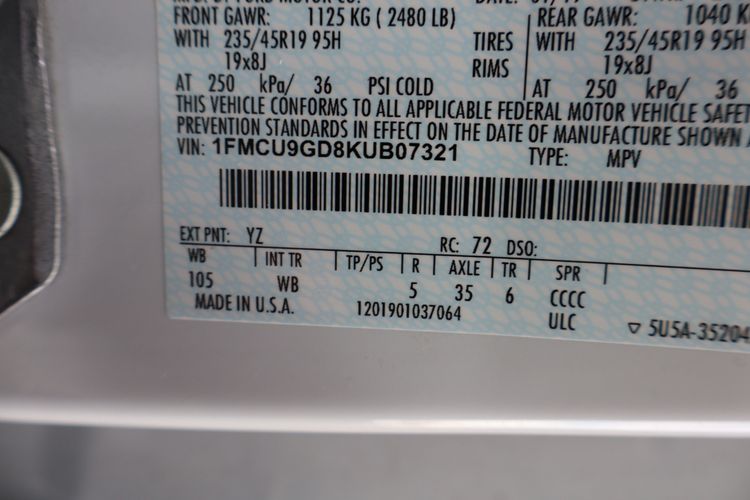 FRONT GAWR: 1125 KG ( 2480 LB) REAR GAWR: 1040 K
WITH 235/45R19 95H TIRES WITH 235/45R19 95H
19x8J RIMS 19x8J
AT 250 kPa/ 36 PSI COLD AT 250 kPa/ 36
THIS VEHICLE CONFORMS TO ALL APPLICABLE FEDERAL MOTOR VEHICLE SAFET
PREVENTION STANDARDS IN EFFECT ON THE DATE OF MANUFACTURE SHOWN A
VIN: 1FMCU9GD8KUB07321 TYPE: MPV
EXT PNT: YZ RC: 72 DSO:
WB INT TR TP/PS R AXLE TR SPR
105 WB 5 35 6 CCCC
MADE IN U.S.A. 1201901037064 ULC ▽ 5U5A-35204